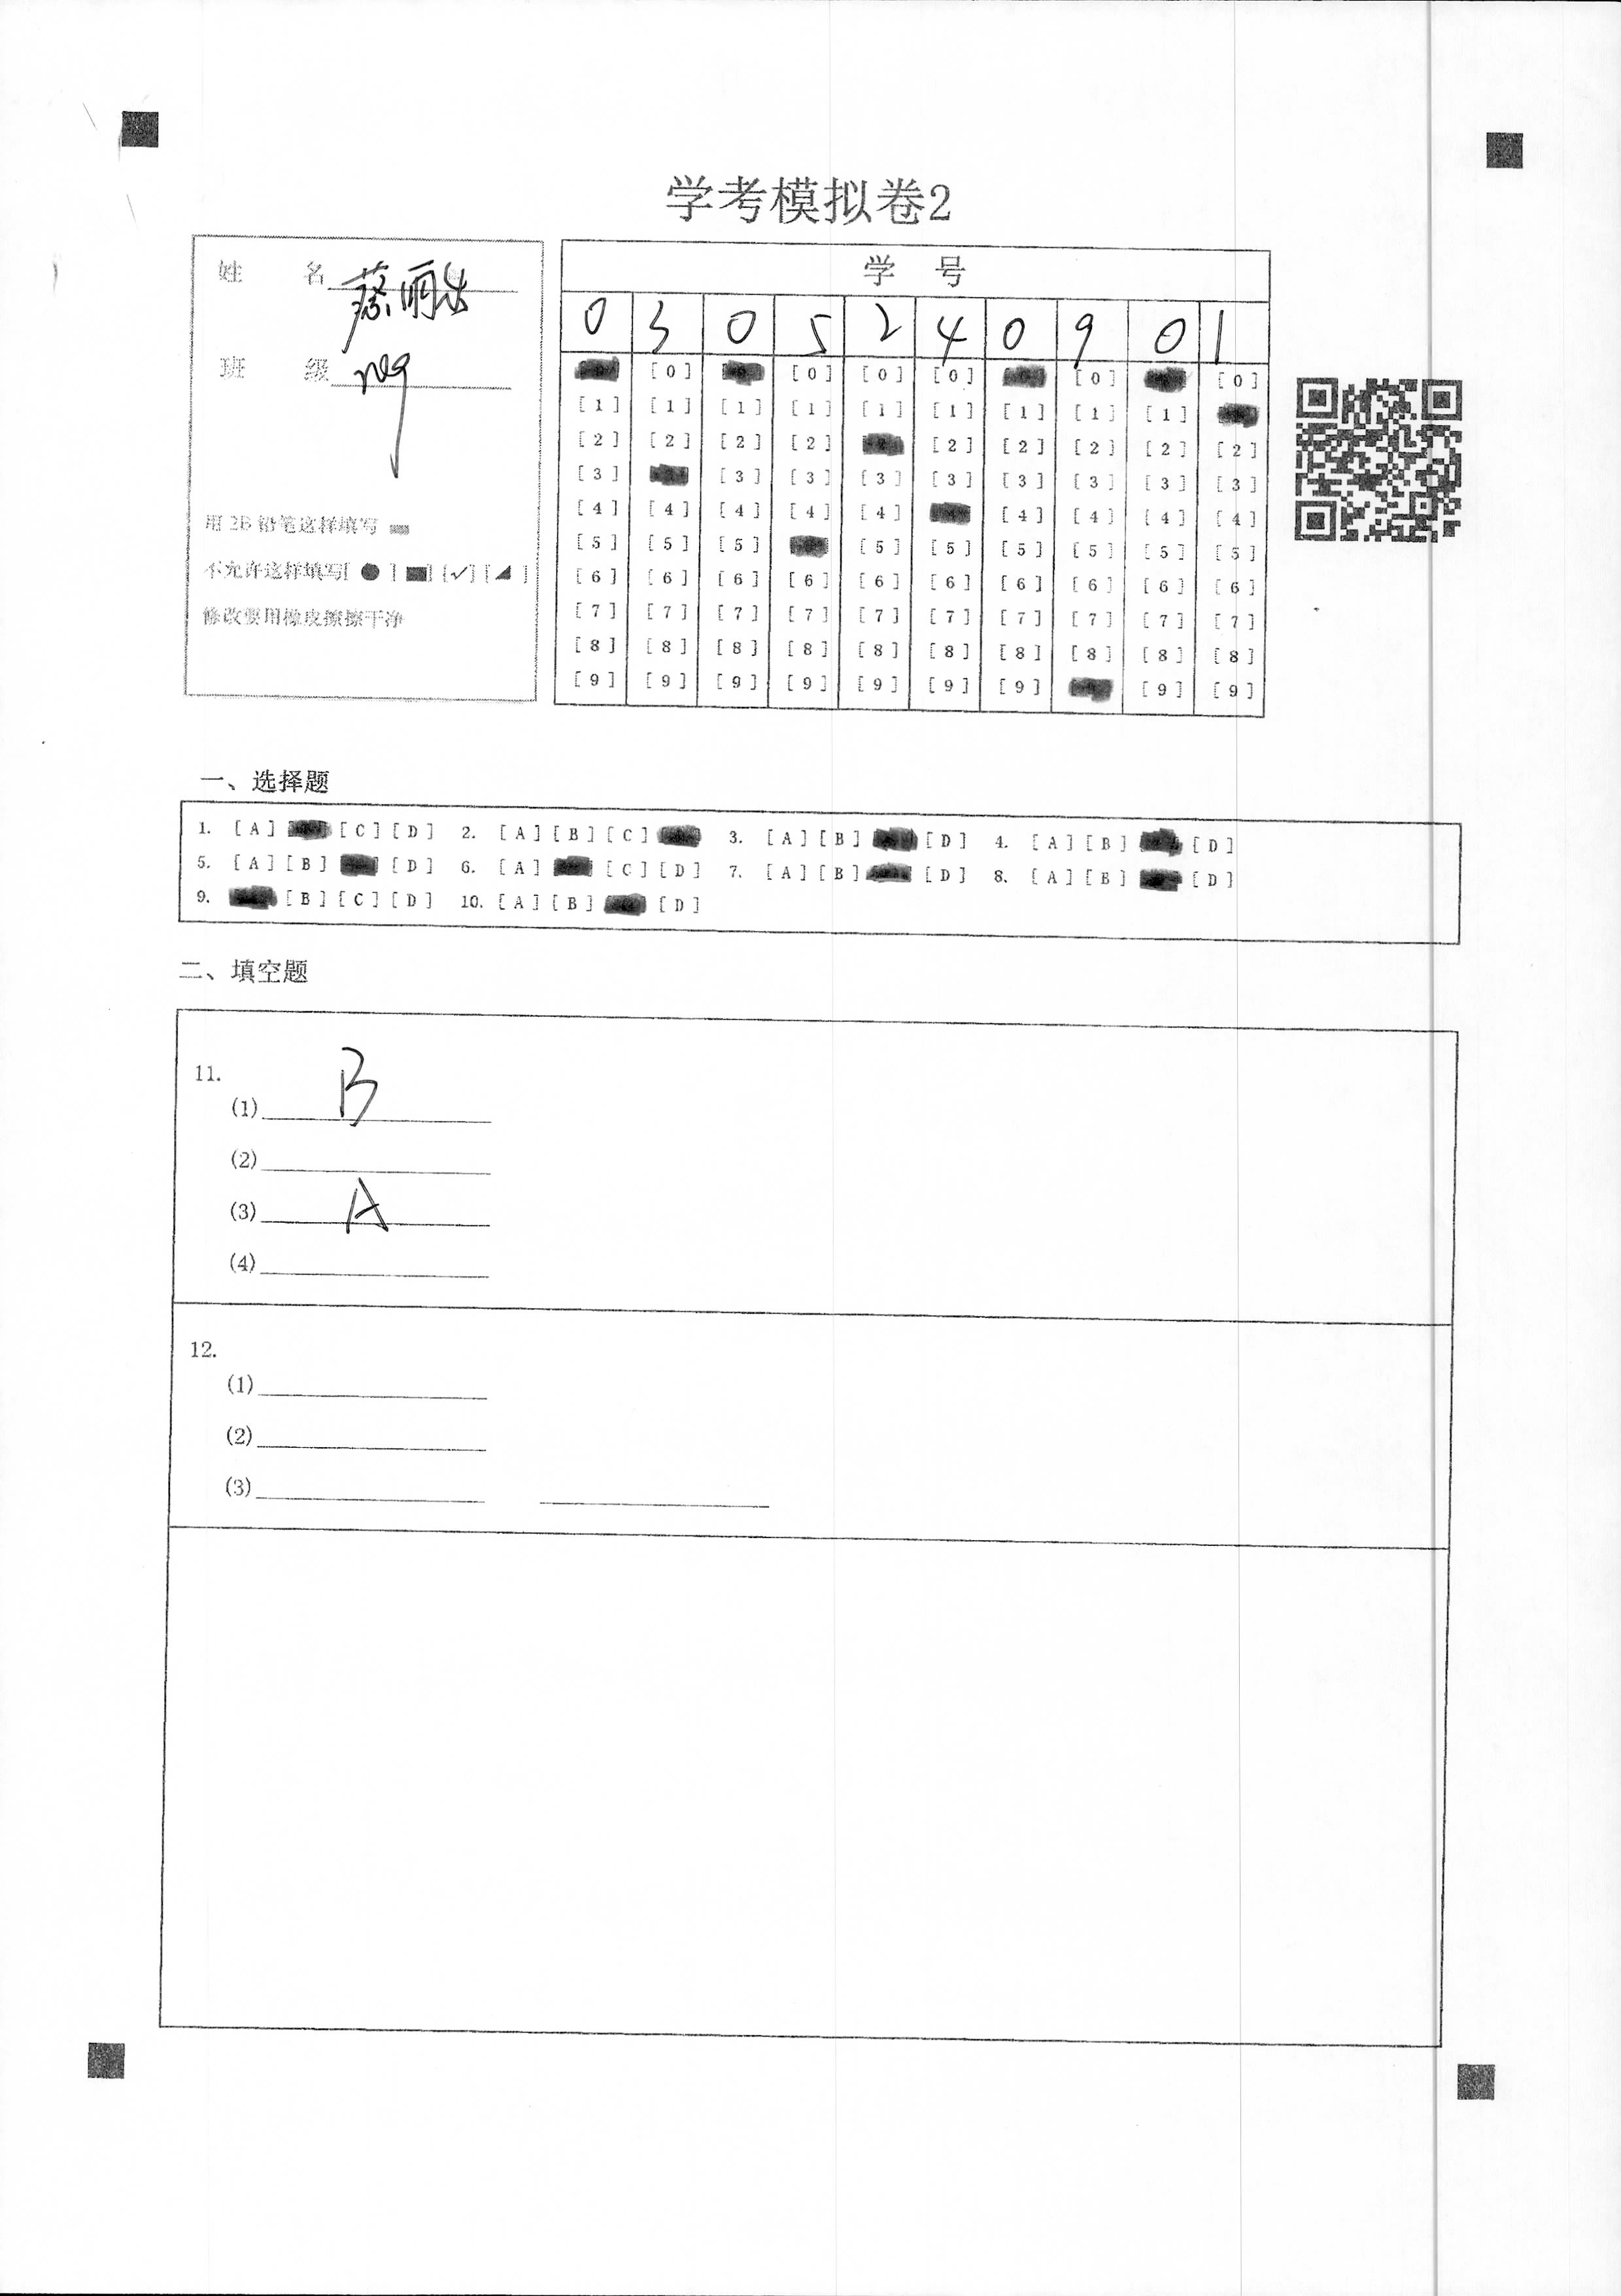 学考模拟卷2
姓 名 蔡丽
班 级
用 2B 铅笔这样填写
不允许这样填写[ ● ] [■] [✓] [◢ ]
修改要用橡皮擦擦干净
学 号
0 3 0 5 2 4 0 9 0 1
[0] [0] [0] [0] [0] [0]
[1] [1] [1] [1] [1] [1] [1] [1] [1]
[2] [2] [2] [2] [2] [2] [2] [2] [2]
[3] [3] [3] [3] [3] [3] [3] [3] [3]
[4] [4] [4] [4] [4] [4] [4] [4] [4]
[5] [5] [5] [5] [5] [5] [5] [5] [5]
[6] [6] [6] [6] [6] [6] [6] [6] [6] [6]
[7] [7] [7] [7] [7] [7] [7] [7] [7] [7]
[8] [8] [8] [8] [8] [8] [8] [8] [8] [8]
[9] [9] [9] [9] [9] [9] [9] [9] [9]
一、选择题
1. [A] [C] [D] 2. [A] [B] [C] 3. [A] [B] [D] 4. [A] [B] [D]
5. [A] [B] [D] 6. [A] [C] [D] 7. [A] [B] [D] 8. [A] [B] [D]
9. [B] [C] [D] 10. [A] [B] [D]
二、填空题
11.
(1) B
(2)
(3) A
(4)
12.
(1)
(2)
(3)